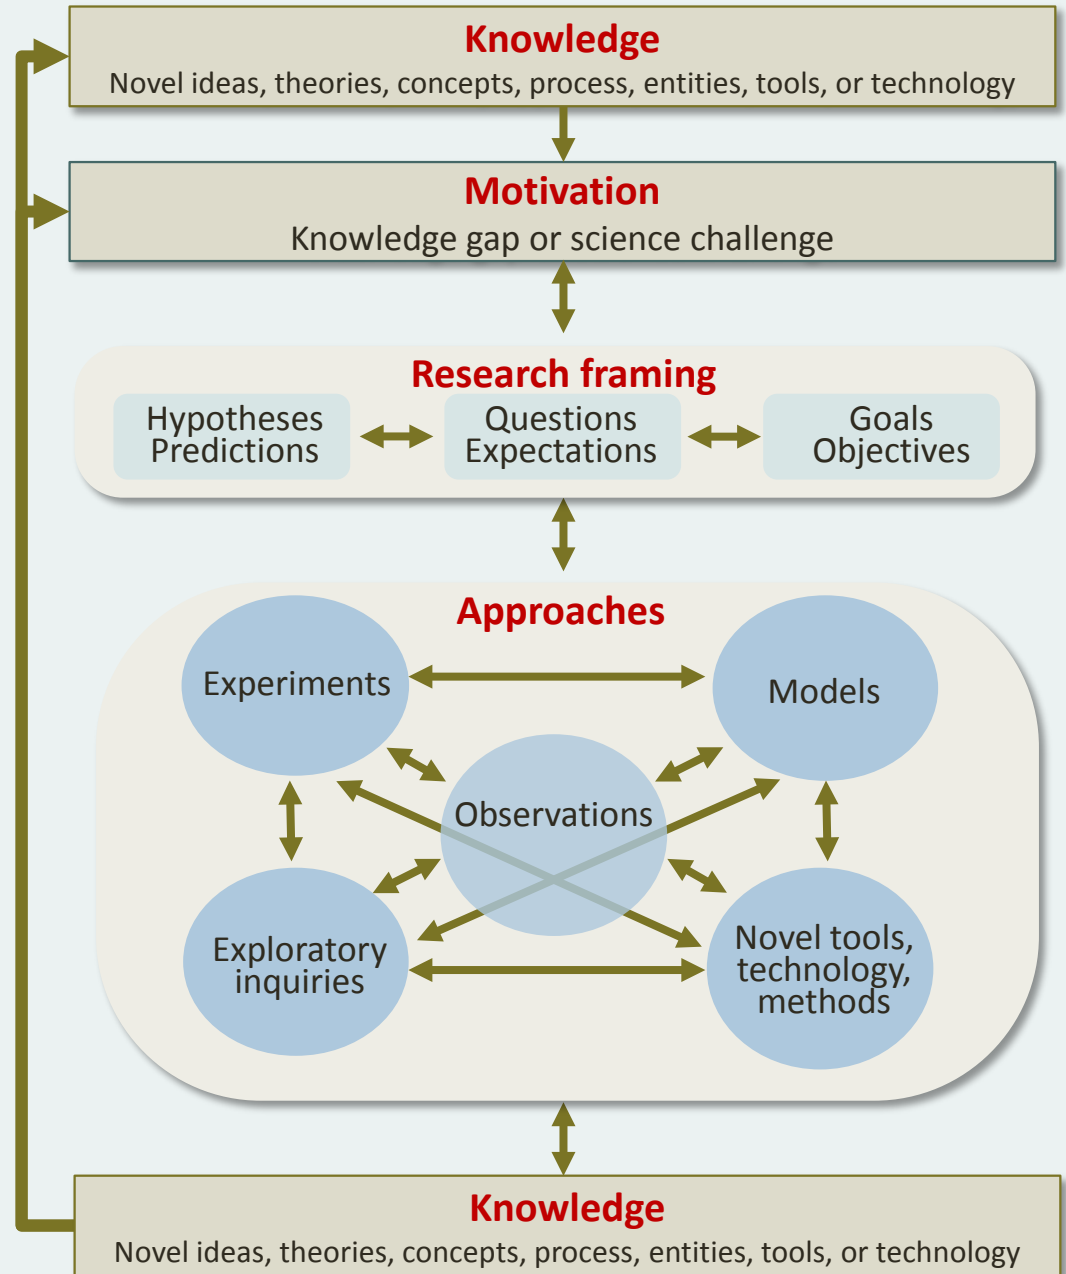 Knowledge
Novel ideas, theories, concepts, process, entities, tools, or technology
Motivation
Knowledge gap or science challenge
Research framing
Hypotheses
Predictions
Questions
Expectations
Goals
Objectives
Approaches
Experiments
Models
Observations
Exploratory
inquiries
Novel tools,
technology,
methods
Knowledge
Novel ideas, theories, concepts, process, entities, tools, or technology